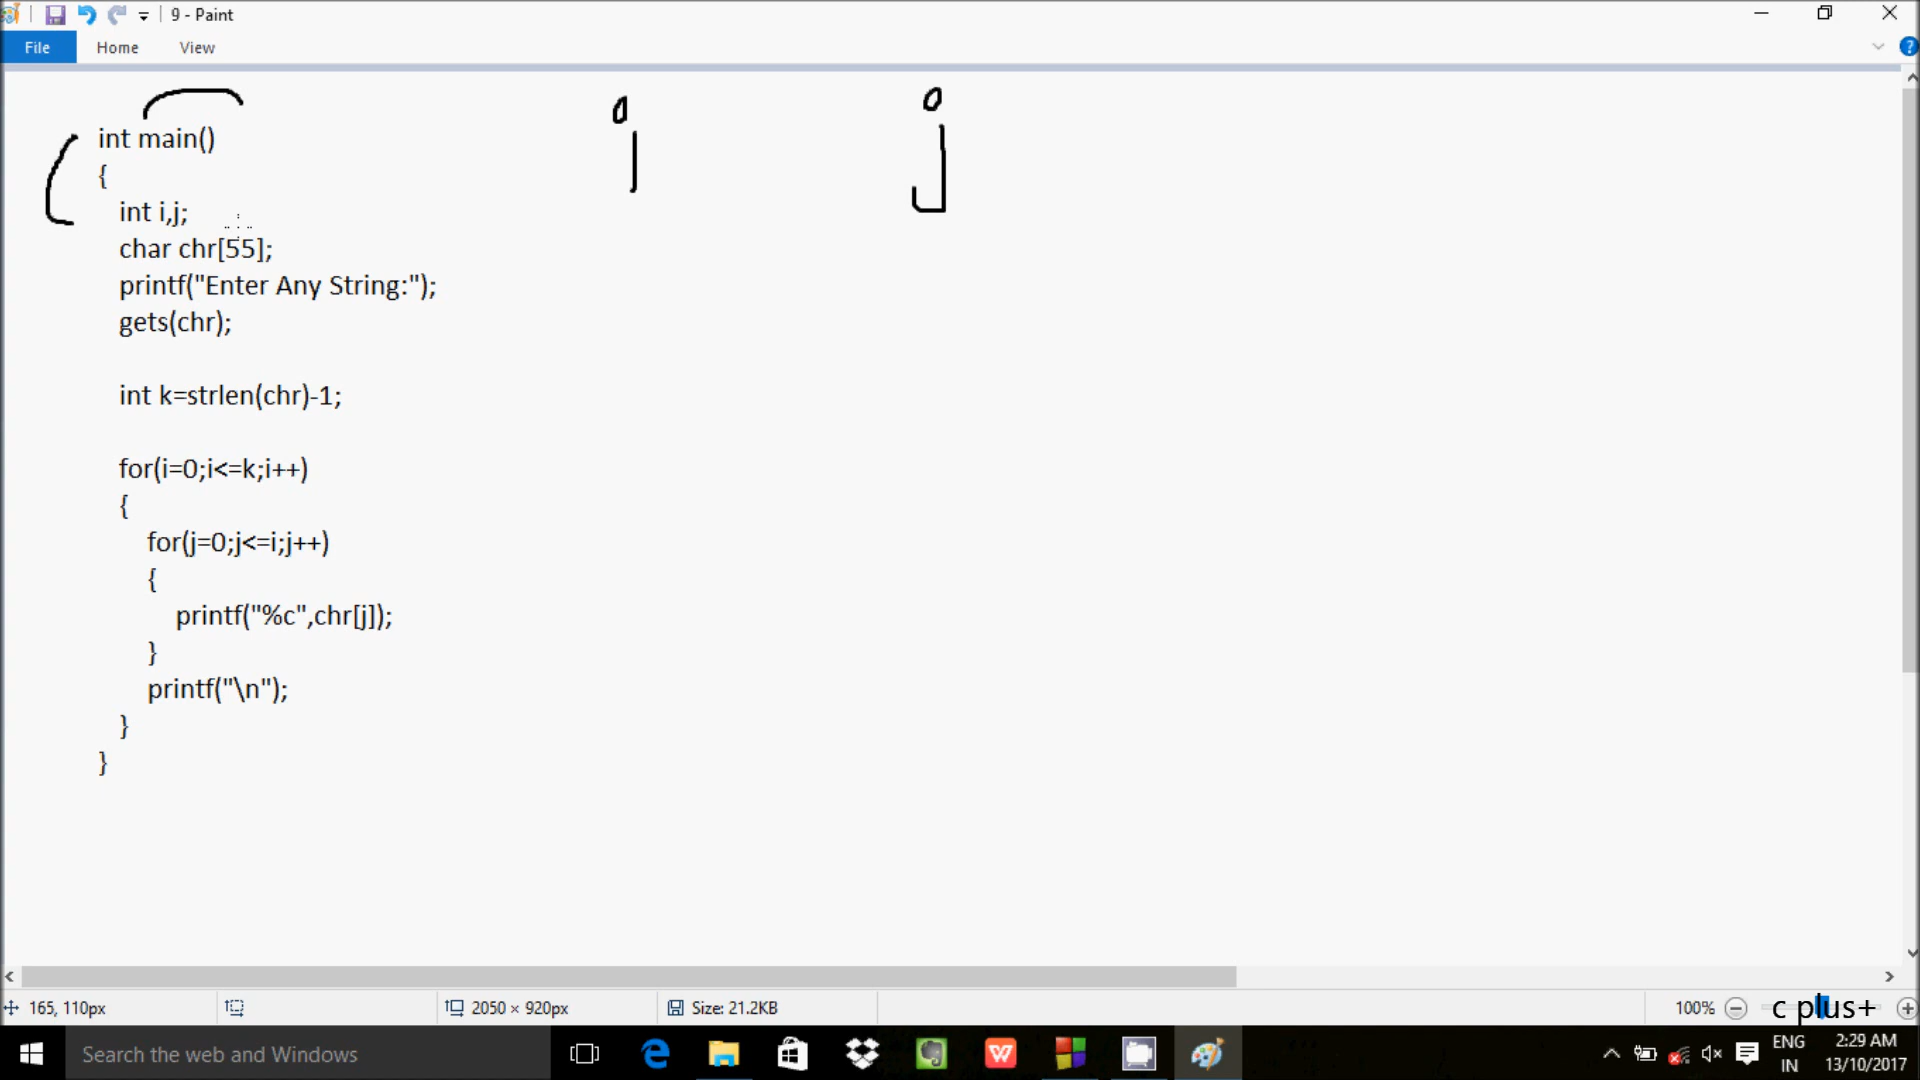 9 - Paint
File Home View
i j
int main()
{
int i,j;
char chr[55];
printf("Enter Any String:");
gets(chr);
int k=strlen(chr)-1;
for(i=0;i<=k;i++)
{
for(j=0;j<=i;j++)
{
printf("%c",chr[j]);
}
printf("\n");
}
}
165, 110px 2050 × 920px Size: 21.2KB 100% c plus+
Search the web and Windows ENG 2:29 AM
IN 13/10/2017